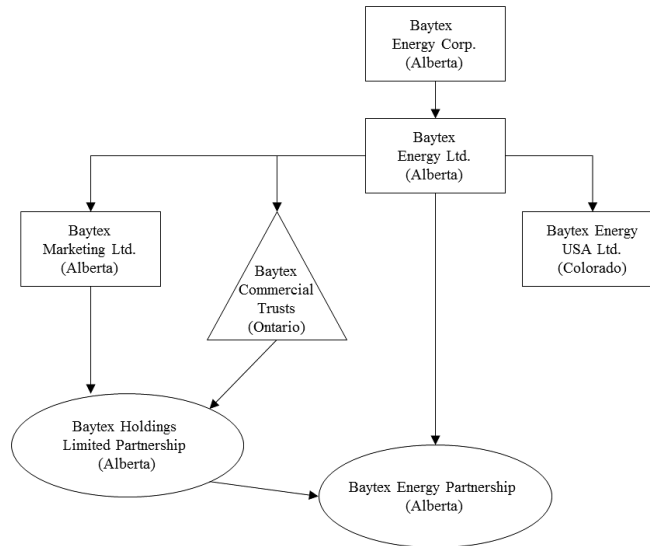 Baytex
Energy Corp.
(Alberta)
Baytex
Energy Ltd.
(Alberta)
Baytex
Marketing Ltd.
(Alberta)
Baytex
Commercial
Trusts
(Ontario)
Baytex Energy
USA Ltd.
(Colorado)
Baytex Holdings
Limited Partnership
(Alberta)
Baytex Energy Partnership
(Alberta)